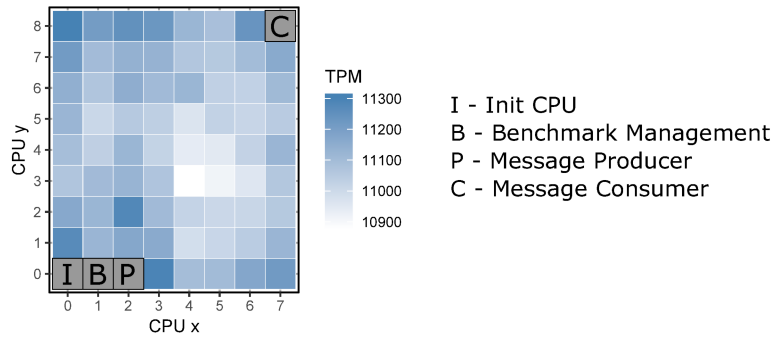 8
7
6
5
4
3
2
1
0
CPU y
C
I B P
0 1 2 3 4 5 6 7
CPU x
TPM
11300
11200
11100
11000
10900
I - Init CPU
B - Benchmark Management
P - Message Producer
C - Message Consumer